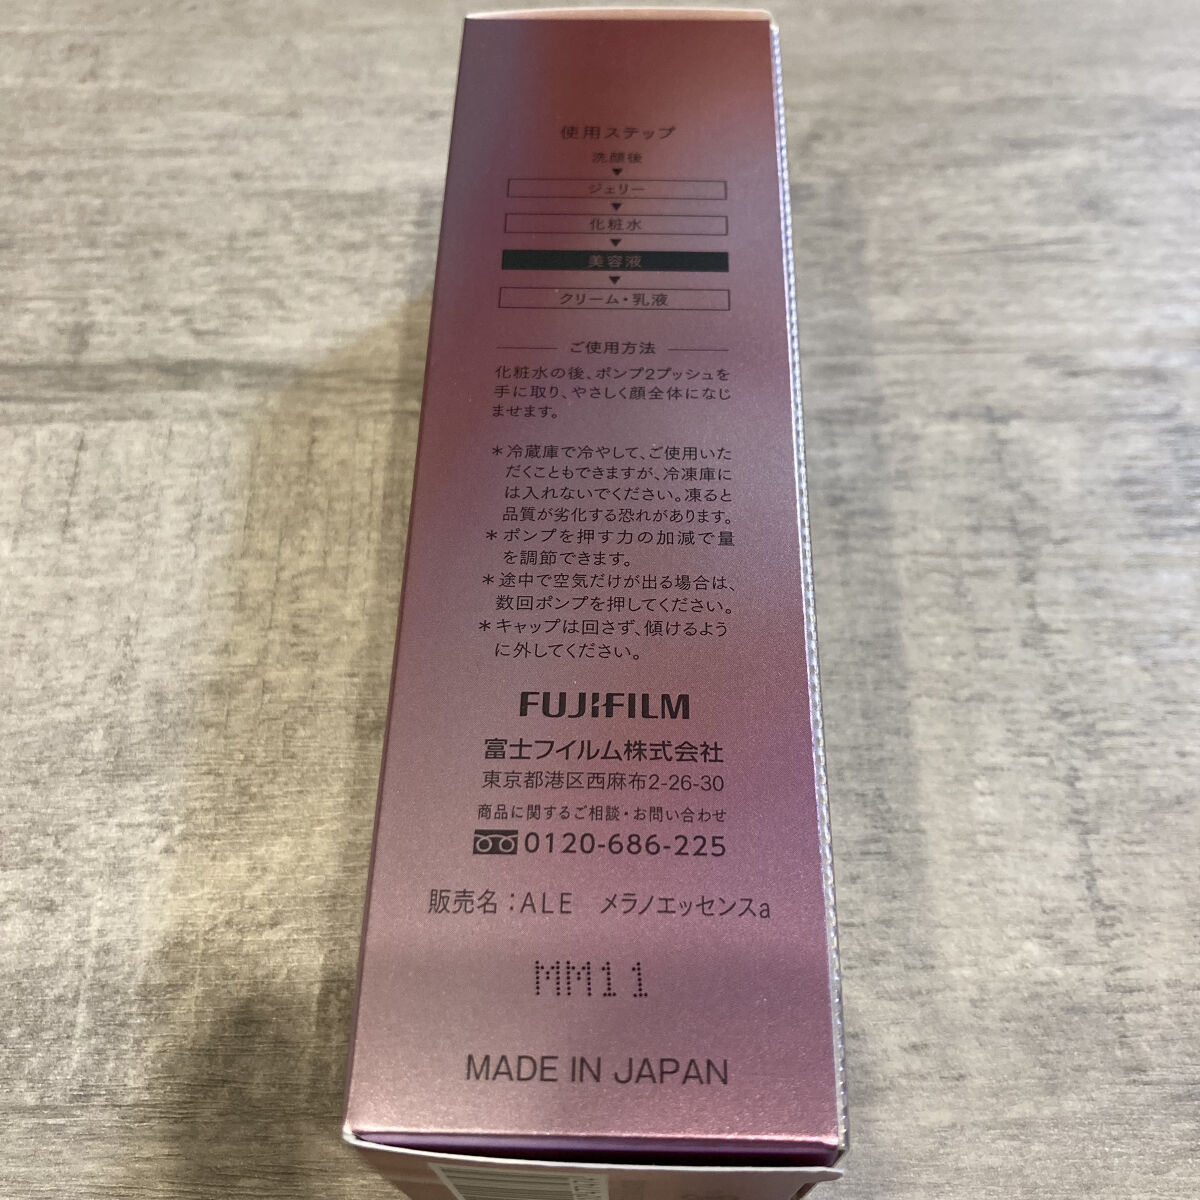 使用ステップ
洗顔後
▼
ジェリー
▼
化粧水
▼
美容液
▼
クリーム・乳液
ご使用方法
化粧水の後、ポンプ2プッシュを
手に取り、やさしく顔全体になじ
ませます。
＊冷蔵庫で冷やして、ご使用いた
だくこともできますが、冷凍庫に
は入れないでください。凍ると
品質が劣化する恐れがあります。
＊ポンプを押す力の加減で量
を調節できます。
＊途中で空気だけが出る場合は、
数回ポンプを押してください。
＊キャップは回さず、傾けるよう
に外してください。
FUJIFILM
富士フイルム株式会社
東京都港区西麻布2-26-30
商品に関するご相談・お問い合わせ
0120-686-225
販売名：ALE　メラノエッセンスa
MM11
MADE IN JAPAN